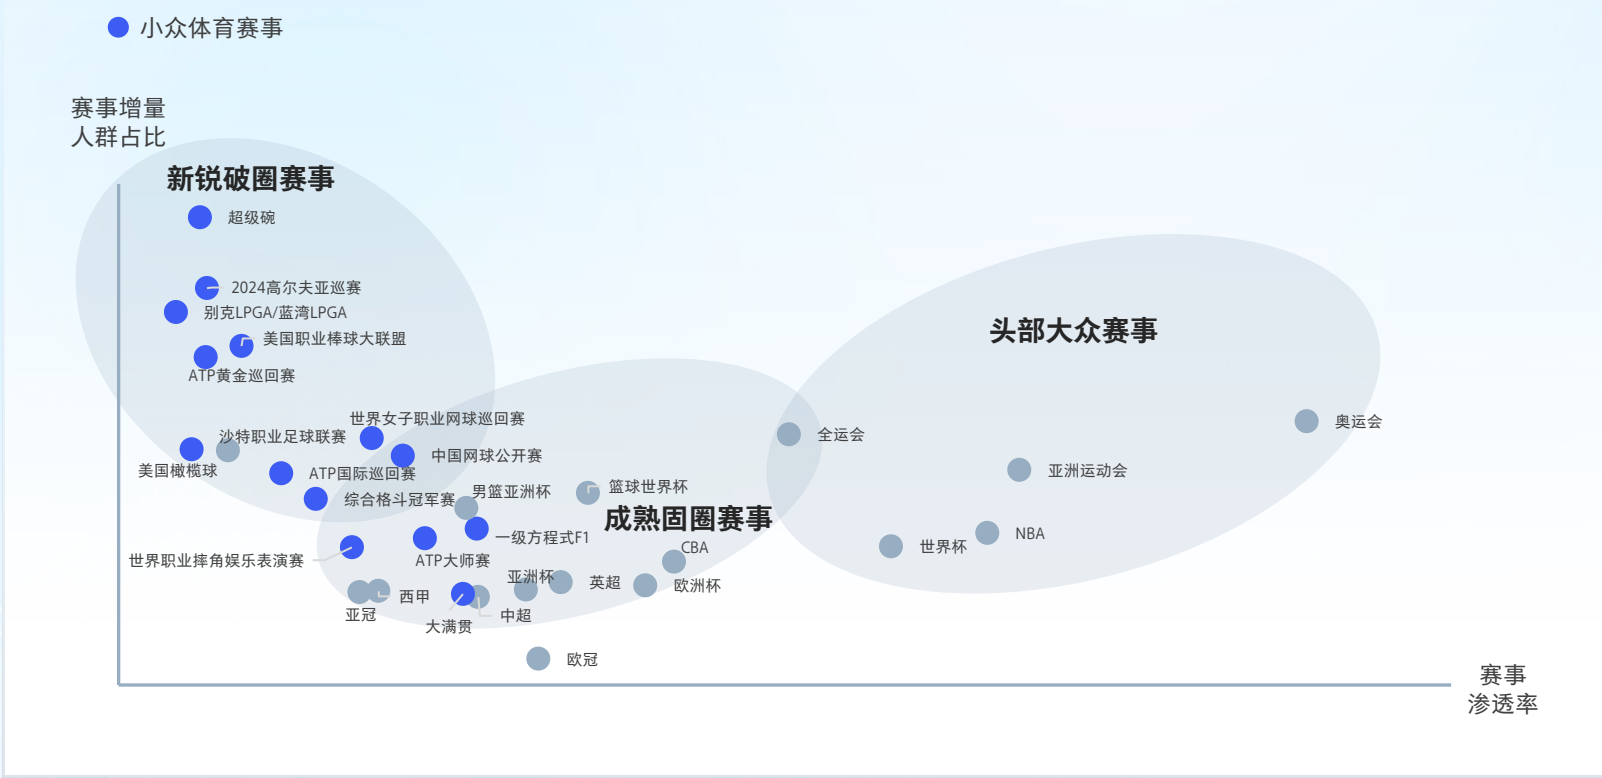 小众体育赛事
赛事增量
人群占比
新锐破圈赛事
超级碗
2024高尔夫亚巡赛
别克LPGA/蓝湾LPGA
美国职业棒球大联盟
ATP黄金巡回赛
头部大众赛事
世界女子职业网球巡回赛
沙特职业足球联赛
中国网球公开赛
美国橄榄球
ATP国际巡回赛
全运会
奥运会
亚洲运动会
综合格斗冠军赛
男篮亚洲杯
篮球世界杯
成熟固圈赛事
一级方程式F1
CBA
世界杯
NBA
世界职业摔角娱乐表演赛
ATP大师赛
亚洲杯
英超
欧洲杯
西甲
亚冠
大满贯
中超
欧冠
赛事
渗透率